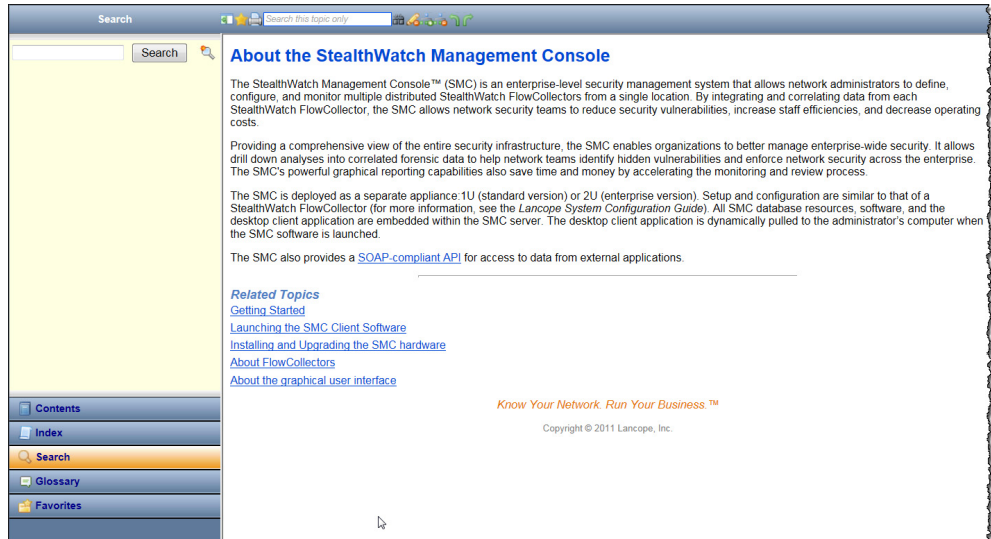 Search
Search this topic only
Search
About the StealthWatch Management Console
The StealthWatch Management Console™ (SMC) is an enterprise-level security management system that allows network administrators to define,
configure, and monitor multiple distributed StealthWatch FlowCollectors from a single location. By integrating and correlating data from each
StealthWatch FlowCollector, the SMC allows network security teams to reduce security vulnerabilities, increase staff efficiencies, and decrease operating
costs.
Providing a comprehensive view of the entire security infrastructure, the SMC enables organizations to better manage enterprise-wide security. It allows
drill down analyses into correlated forensic data to help network teams identify hidden vulnerabilities and enforce network security across the enterprise.
The SMC's powerful graphical reporting capabilities also save time and money by accelerating the monitoring and review process.
The SMC is deployed as a separate appliance:1U (standard version) or 2U (enterprise version). Setup and configuration are similar to that of a
StealthWatch FlowCollector (for more information, see the Lancope System Configuration Guide). All SMC database resources, software, and the
desktop client application are embedded within the SMC server. The desktop client application is dynamically pulled to the administrator's computer when
the SMC software is launched.
The SMC also provides a SOAP-compliant API for access to data from external applications.
Related Topics
Getting Started
Launching the SMC Client Software
Installing and Upgrading the SMC hardware
About FlowCollectors
About the graphical user interface
Know Your Network. Run Your Business.™
Copyright © 2011 Lancope, Inc.
Contents
Index
Search
Glossary
Favorites